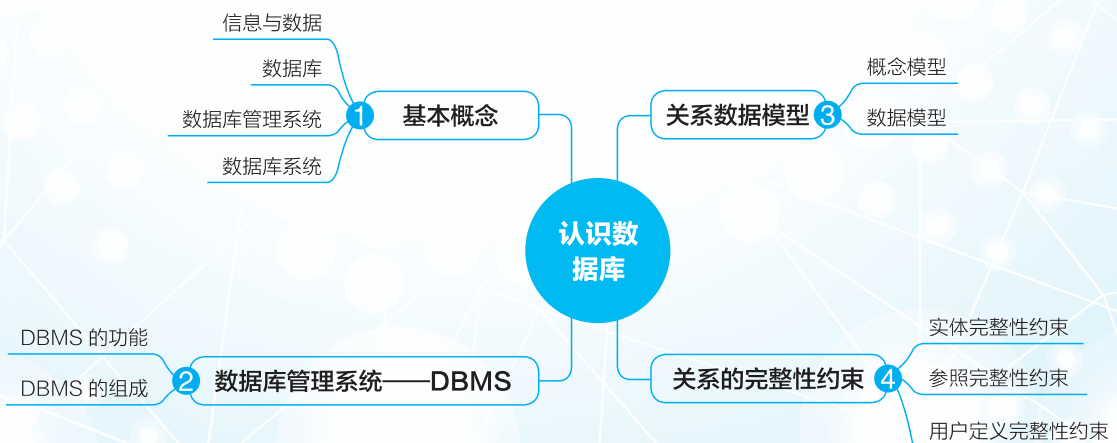 信息与数据
数据库
数据库管理系统
数据库系统
1
基本概念
关系数据模型
3
概念模型
数据模型
认识数
据库
DBMS 的功能
DBMS 的组成
2
数据库管理系统——DBMS
关系的完整性约束
4
实体完整性约束
参照完整性约束
用户定义完整性约束